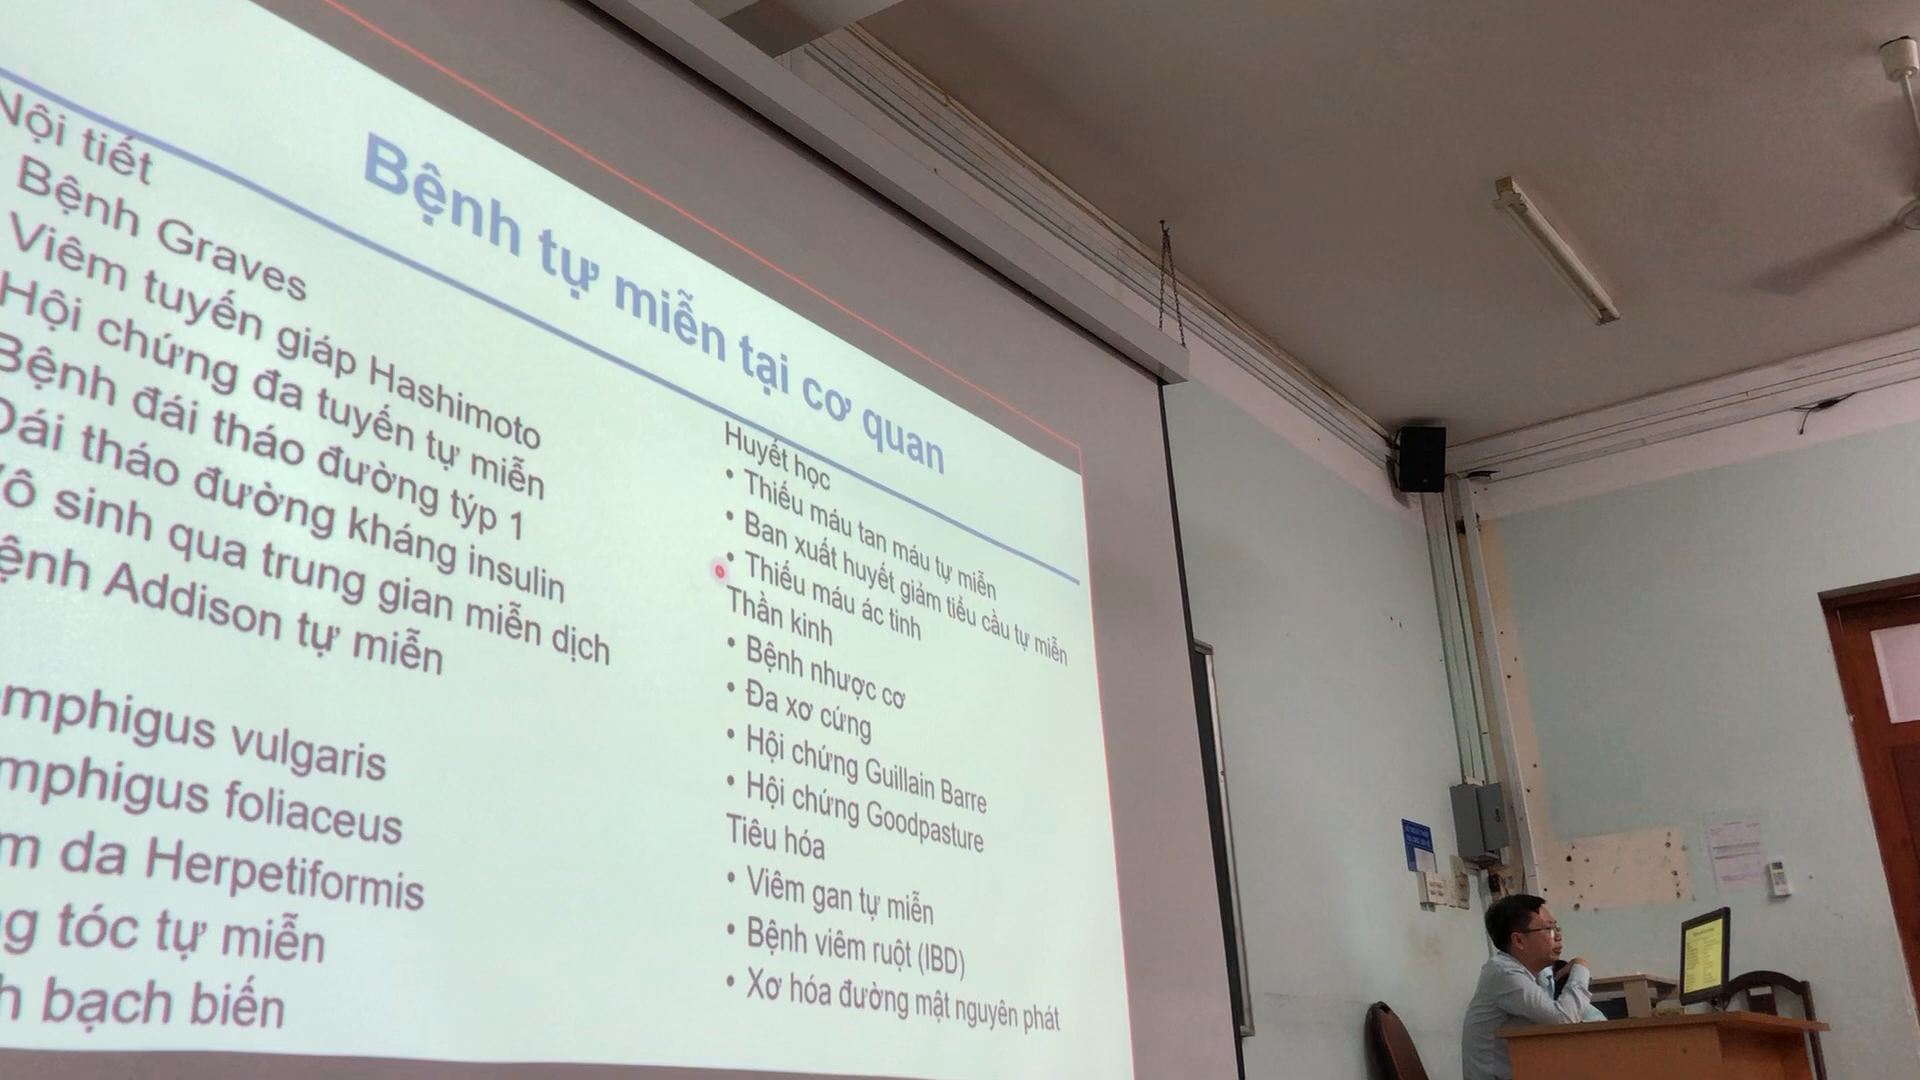 Bệnh tự miễn tại cơ quan
Nội tiết
Bệnh Graves
Viêm tuyến giáp Hashimoto
Hội chứng đa tuyến tự miễn
Bệnh đái tháo đường týp 1
Đái tháo đường kháng insulin
Vô sinh qua trung gian miễn dịch
ệnh Addison tự miễn
mphigus vulgaris
mphigus foliaceus
m da Herpetiformis
g tóc tự miễn
h bạch biến
Huyết học
• Thiếu máu tan máu tự miễn
• Ban xuất huyết giảm tiểu cầu tự miễn
• Thiếu máu ác tinh
Thần kinh
• Bệnh nhược cơ
• Đa xơ cứng
• Hội chứng Guillain Barre
• Hội chứng Goodpasture
Tiêu hóa
• Viêm gan tự miễn
• Bệnh viêm ruột (IBD)
• Xơ hóa đường mật nguyên phát